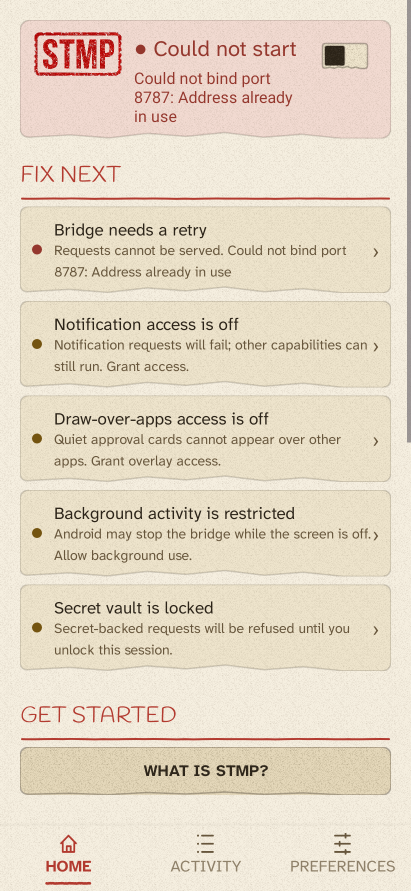 STMP
● Could not start
Could not bind port
8787: Address already
in use
FIX NEXT
Bridge needs a retry
Requests cannot be served. Could not bind port
8787: Address already in use
Notification access is off
Notification requests will fail; other capabilities can
still run. Grant access.
Draw-over-apps access is off
Quiet approval cards cannot appear over other
apps. Grant overlay access.
Background activity is restricted
Android may stop the bridge while the screen is off.
Allow background use.
Secret vault is locked
Secret-backed requests will be refused until you
unlock this session.
GET STARTED
WHAT IS STMP?
HOME
ACTIVITY
PREFERENCES